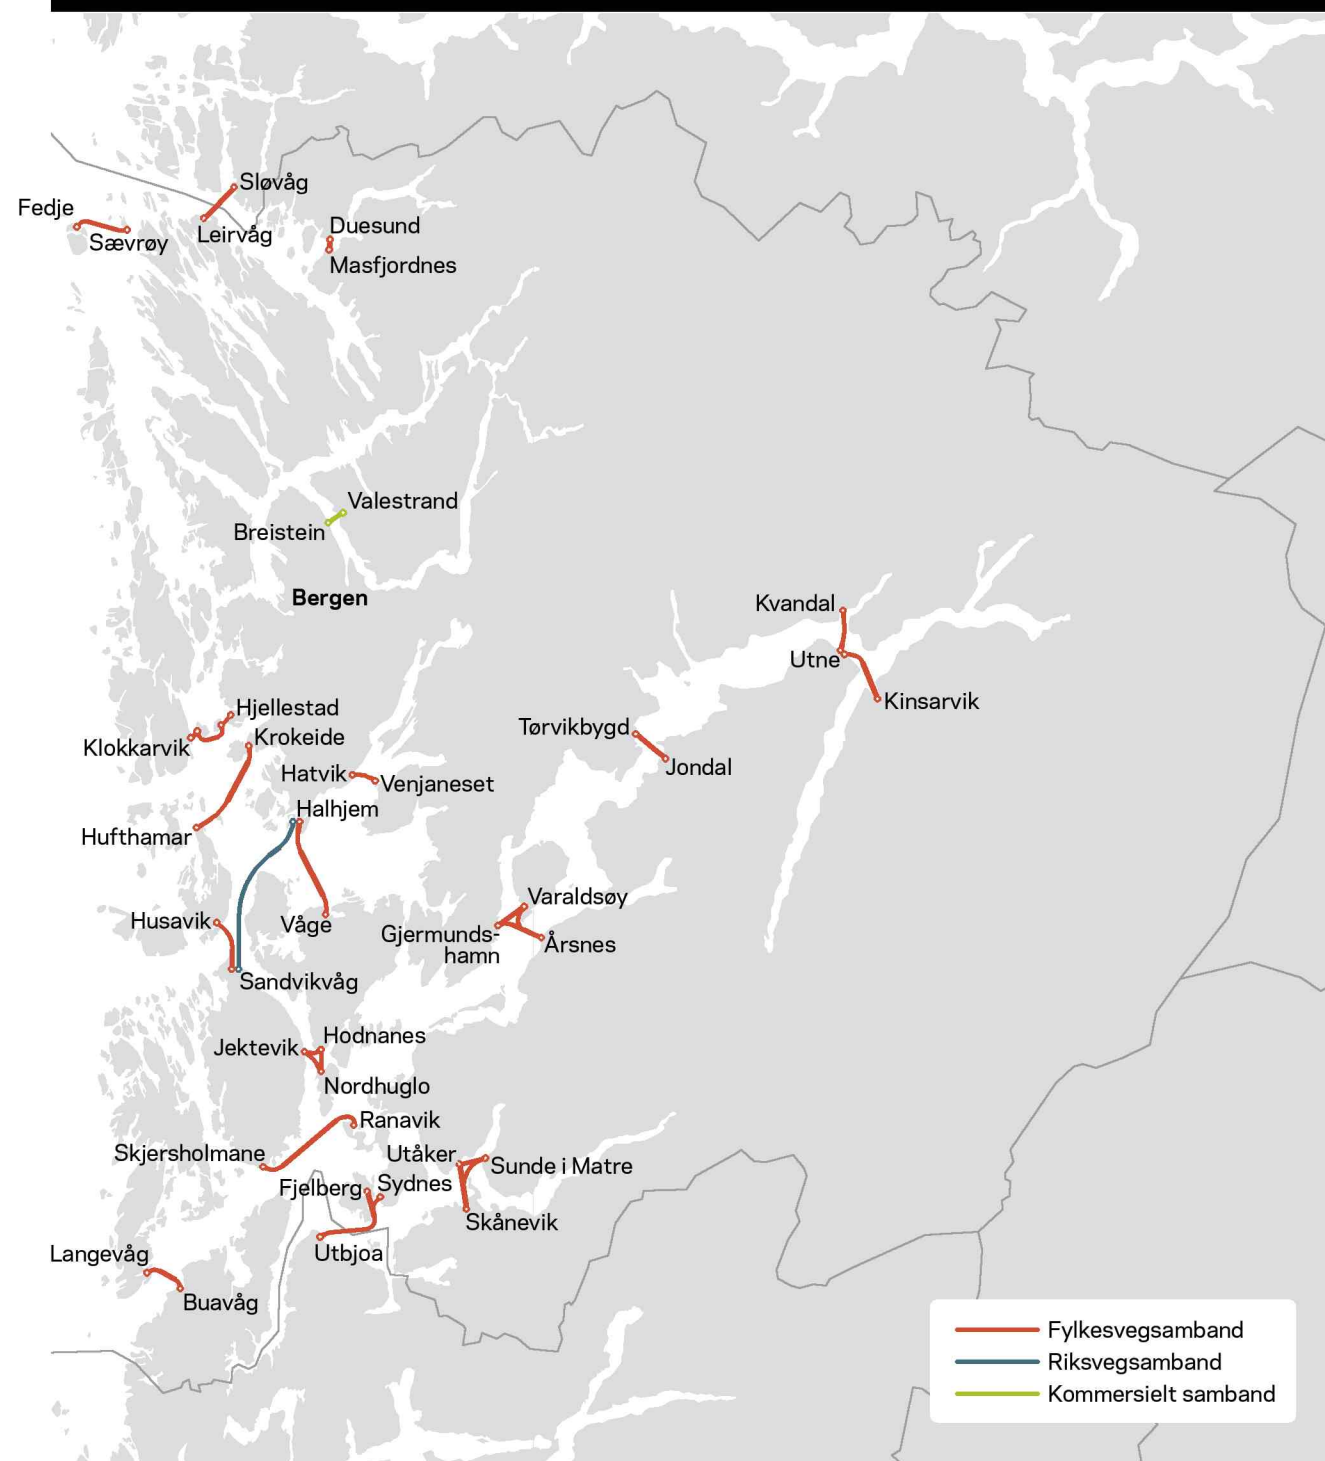 Sløvåg
Fedje
Duesund
Leirvåg
Sævrøy
Masfjordnes
Valestrand
Breistein
Bergen
Kvandal
Utne
Kinsarvik
Hjellestad
Tørvikbygd
Krokeide
Klokkarvik
Jondal
Hatvik
Venjaneset
Halhjem
Hufthamar
Varaldsøy
Husavik
Våge
Gjermunds-
hamn
Årsnes
Sandvikvåg
Hodnanes
Jektevik
Nordhuglo
Ranavik
Skjersholmane
Utåker
Sunde i Matre
Fjelberg
Sydnes
Skånevik
Utbjoa
Langevåg
Buavåg
Fylkesvegsamband
Riksvegsamband
Kommersielt samband